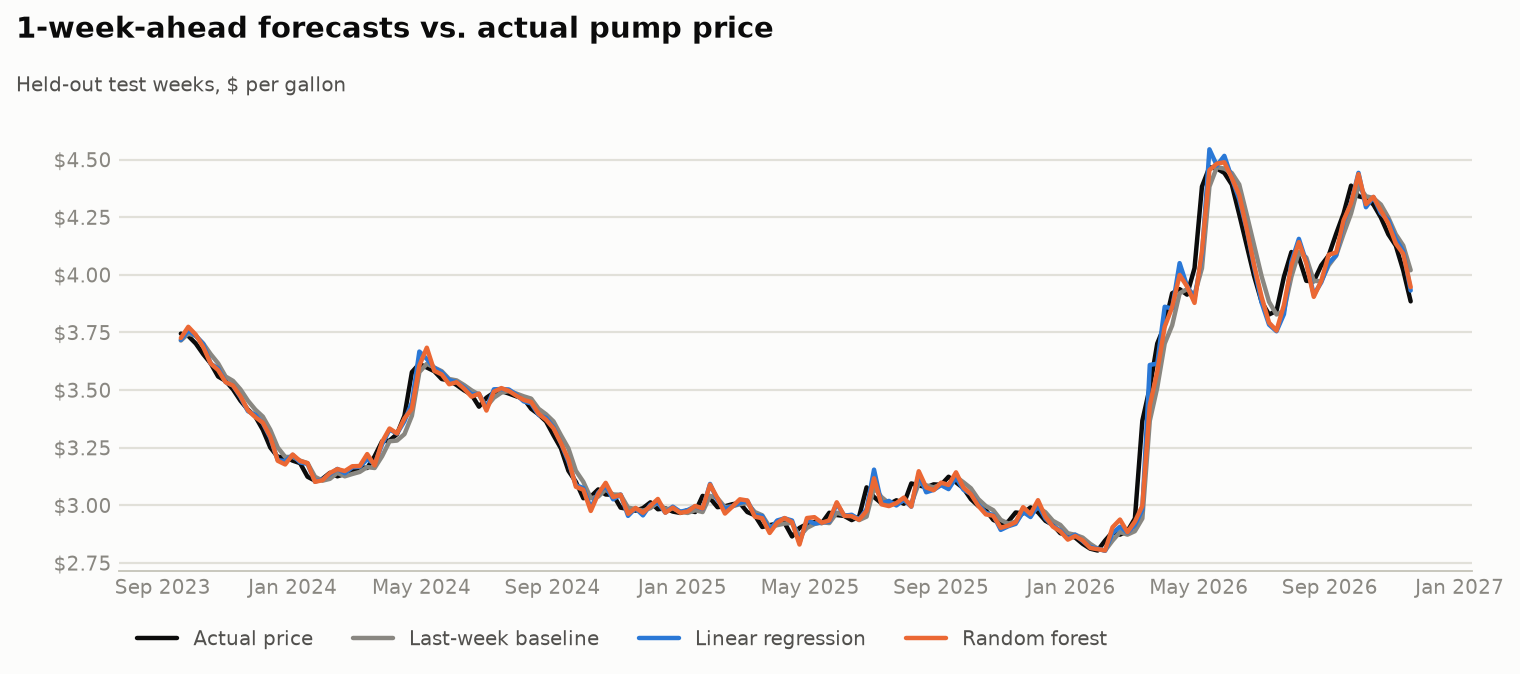 1-week-ahead forecasts vs. actual pump price
Held-out test weeks, $ per gallon
$4.50
$4.25
$4.00
$3.75
$3.50
$3.25
$3.00
$2.75
Sep 2023 Jan 2024 May 2024 Sep 2024 Jan 2025 May 2025 Sep 2025 Jan 2026 May 2026 Sep 2026 Jan 2027
Actual price Last-week baseline Linear regression Random forest